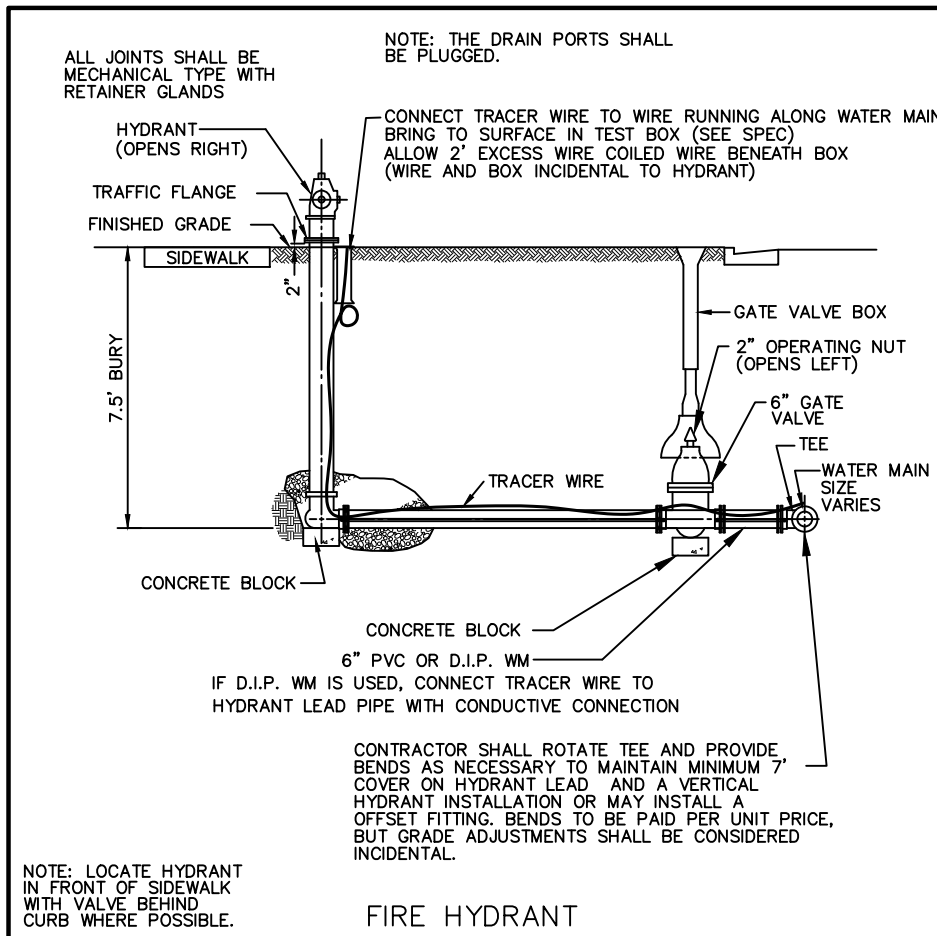 ALL JOINTS SHALL BE
MECHANICAL TYPE WITH
RETAINER GLANDS
NOTE: THE DRAIN PORTS SHALL
BE PLUGGED.
HYDRANT
(OPENS RIGHT)
CONNECT TRACER WIRE TO WIRE RUNNING ALONG WATER MAIN
BRING TO SURFACE IN TEST BOX (SEE SPEC)
ALLOW 2' EXCESS WIRE COILED WIRE BENEATH BOX
(WIRE AND BOX INCIDENTAL TO HYDRANT)
TRAFFIC FLANGE
FINISHED GRADE
SIDEWALK
2"
7.5' BURY
GATE VALVE BOX
2" OPERATING NUT
(OPENS LEFT)
6" GATE
VALVE
TEE
WATER MAIN
SIZE
VARIES
TRACER WIRE
CONCRETE BLOCK
CONCRETE BLOCK
6" PVC OR D.I.P. WM
IF D.I.P. WM IS USED, CONNECT TRACER WIRE TO
HYDRANT LEAD PIPE WITH CONDUCTIVE CONNECTION
CONTRACTOR SHALL ROTATE TEE AND PROVIDE
BENDS AS NECESSARY TO MAINTAIN MINIMUM 7'
COVER ON HYDRANT LEAD AND A VERTICAL
HYDRANT INSTALLATION OR MAY INSTALL A
OFFSET FITTING. BENDS TO BE PAID PER UNIT PRICE,
BUT GRADE ADJUSTMENTS SHALL BE CONSIDERED
INCIDENTAL.
NOTE: LOCATE HYDRANT
IN FRONT OF SIDEWALK
WITH VALVE BEHIND
CURB WHERE POSSIBLE.
FIRE HYDRANT